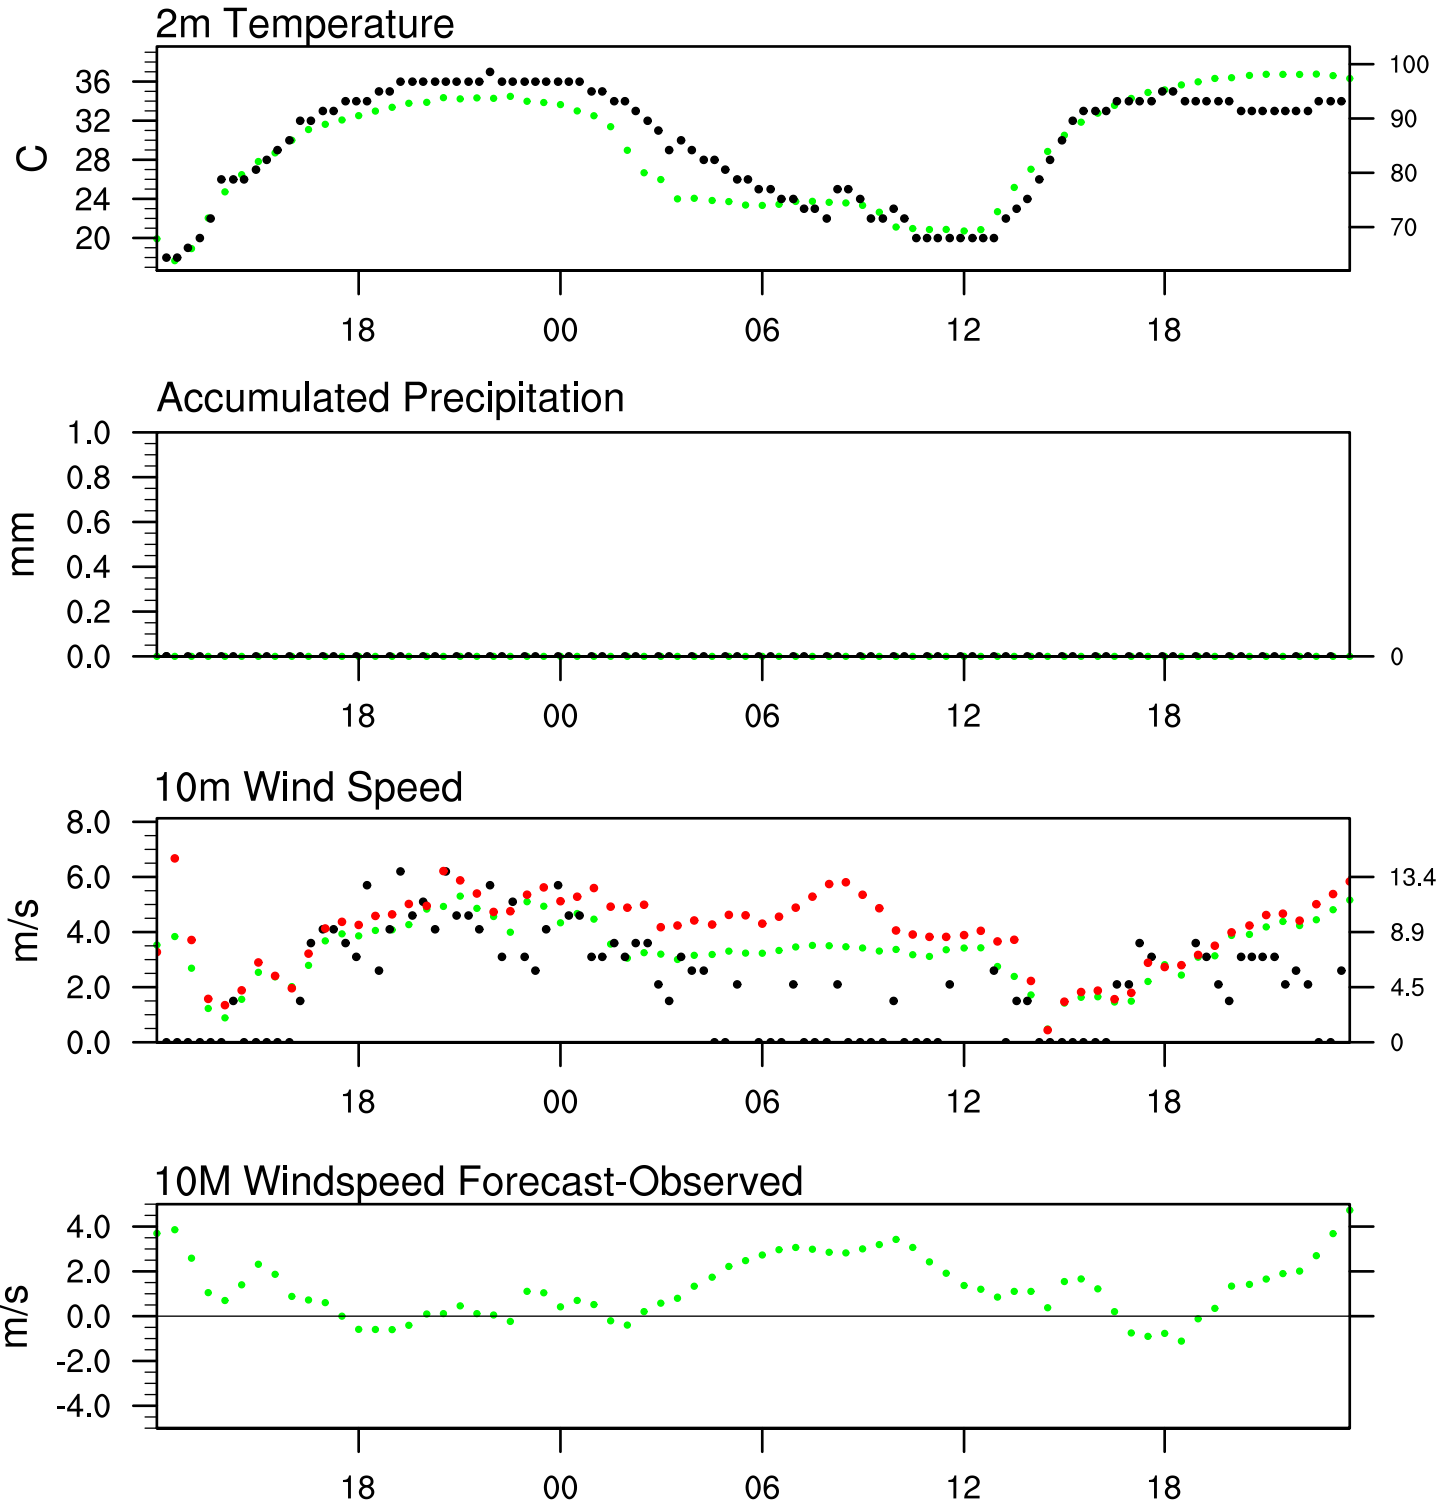 2m Temperature
C
36
32
28
24
20
100
90
80
70
18 00 06 12 18
Accumulated Precipitation
mm
1.0
0.8
0.6
0.4
0.2
0.0
0
18 00 06 12 18
10m Wind Speed
m/s
8.0
6.0
4.0
2.0
0.0
13.4
8.9
4.5
0
18 00 06 12 18
10M Windspeed Forecast-Observed
m/s
4.0
2.0
0.0
-2.0
-4.0
18 00 06 12 18